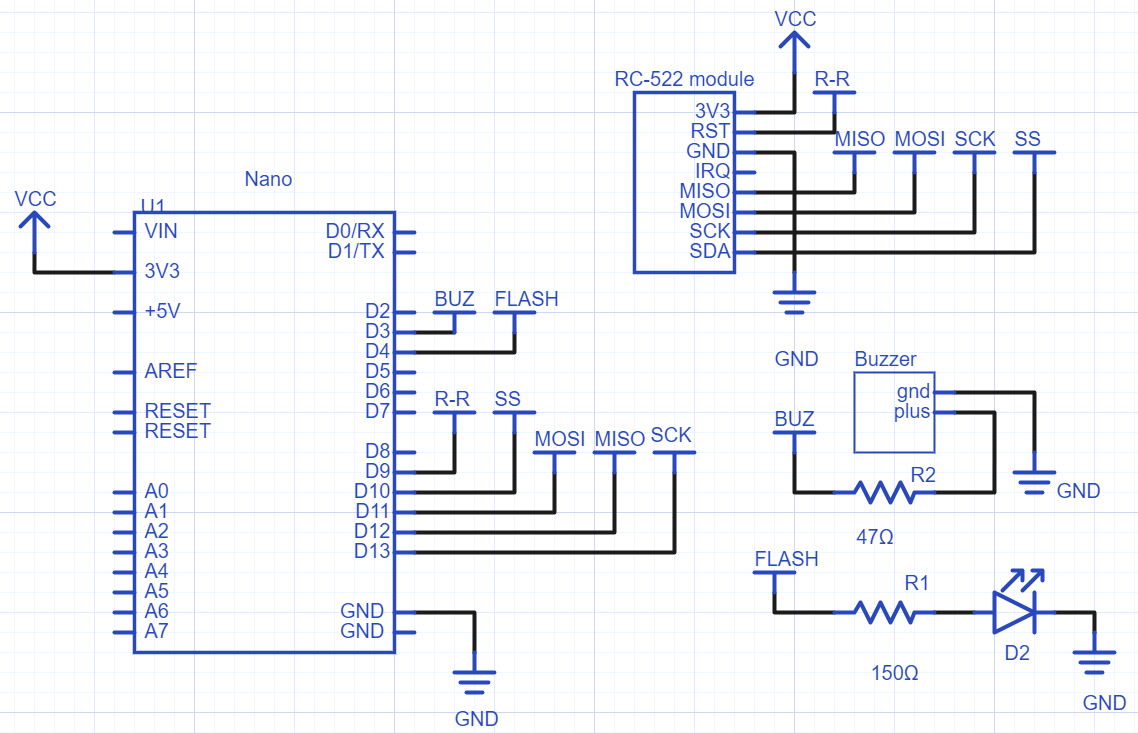 VCC
RC-522 module
R-R
3V3
RST
GND
MISO
MOSI
SCK
SS
IRQ
MISO
MOSI
SCK
SDA
GND
Nano
VCC
U1
VIN
3V3
+5V
AREF
RESET
RESET
A0
A1
A2
A3
A4
A5
A6
A7
D0/RX
D1/TX
D2
D3
D4
D5
D6
D7
D8
D9
D10
D11
D12
D13
GND
GND
BUZ
FLASH
R-R
SS
MOSI
MISO
SCK
GND
Buzzer
gnd
plus
BUZ
R2
47Ω
GND
FLASH
R1
150Ω
D2
GND